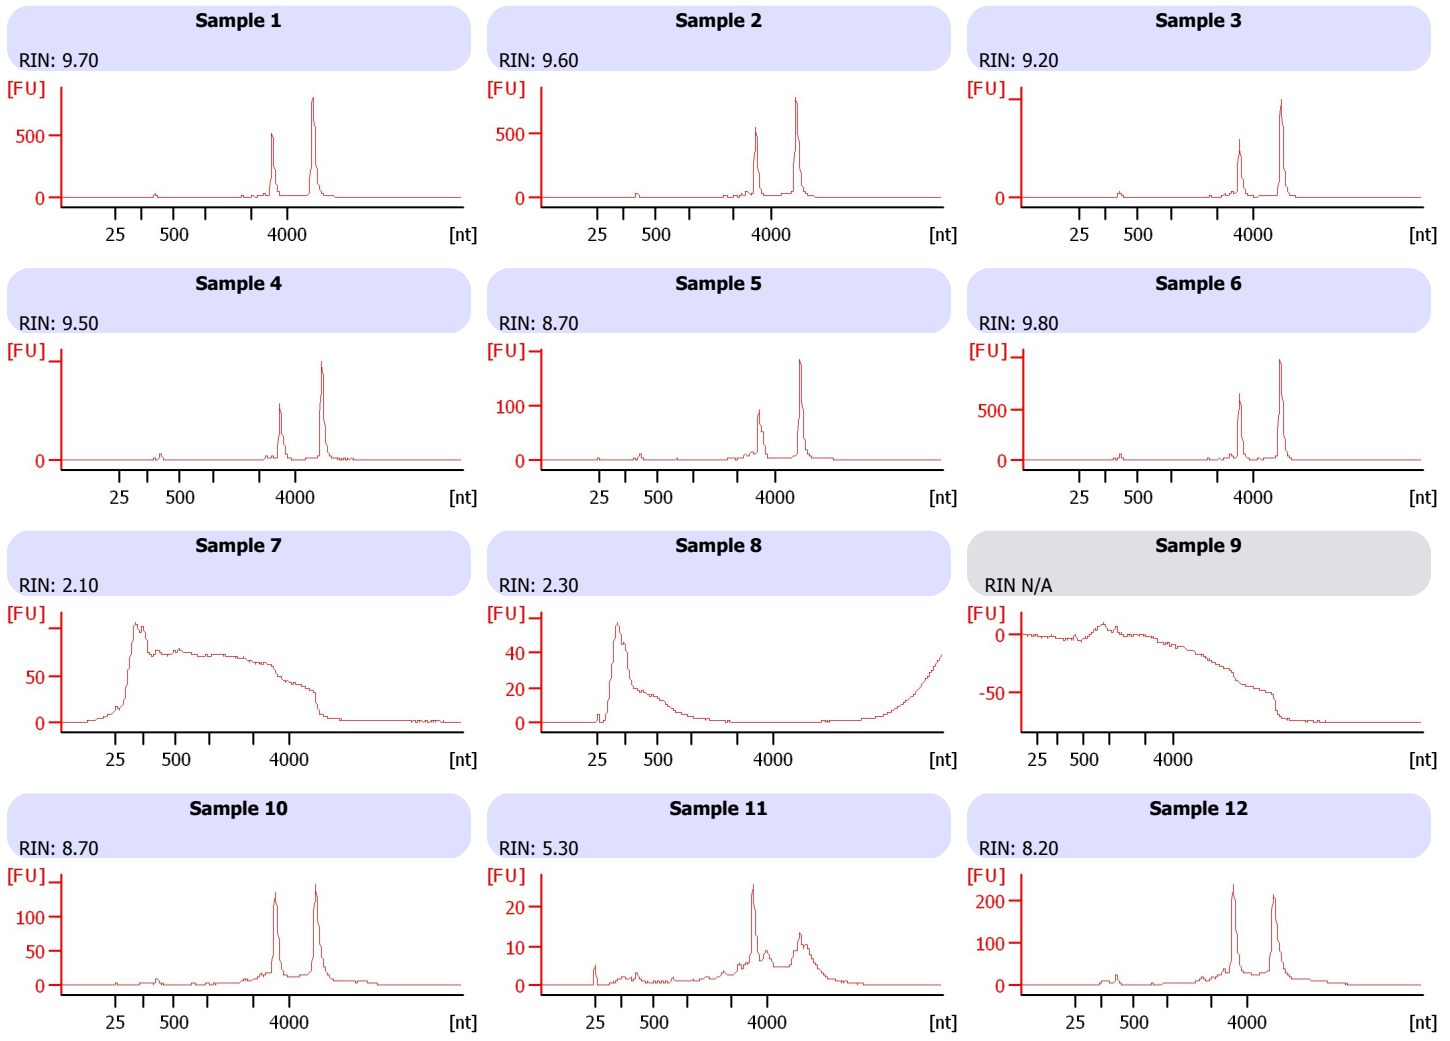 Sample 1
RIN: 9.70
[FU]
500
0
25 500 4000 [nt]
Sample 2
RIN: 9.60
[FU]
500
0
25 500 4000 [nt]
Sample 3
RIN: 9.20
[FU]
0
25 500 4000 [nt]
Sample 4
RIN: 9.50
[FU]
0
25 500 4000 [nt]
Sample 5
RIN: 8.70
[FU]
100
0
25 500 4000 [nt]
Sample 6
RIN: 9.80
[FU]
500
0
25 500 4000 [nt]
Sample 7
RIN: 2.10
[FU]
50
0
25 500 4000 [nt]
Sample 8
RIN: 2.30
[FU]
40
20
0
25 500 4000 [nt]
Sample 9
RIN N/A
[FU]
0
-50
25 500 4000 [nt]
Sample 10
RIN: 8.70
[FU]
100
50
0
25 500 4000 [nt]
Sample 11
RIN: 5.30
[FU]
20
10
0
25 500 4000 [nt]
Sample 12
RIN: 8.20
[FU]
200
100
0
25 500 4000 [nt]